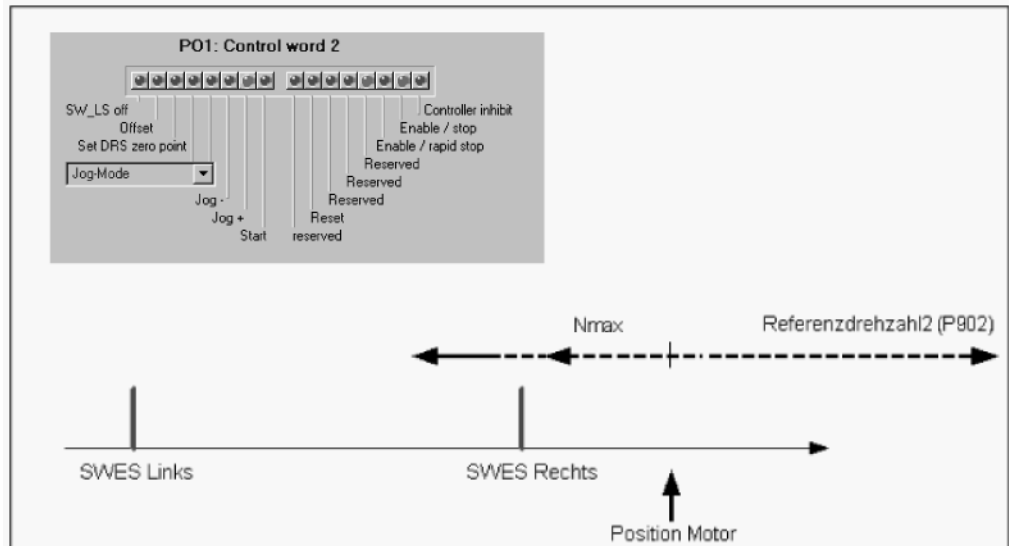 PO1: Control word 2
SW_LS off
Controller inhibit
Offset
Enable / stop
Set DRS zero point
Enable / rapid stop
Reserved
Jog-Mode
Reserved
Jog -
Reserved
Jog +
Reset
Start
reserved
Nmax
Referenzdrehzahl2 (P902)
SWES Links
SWES Rechts
Position Motor